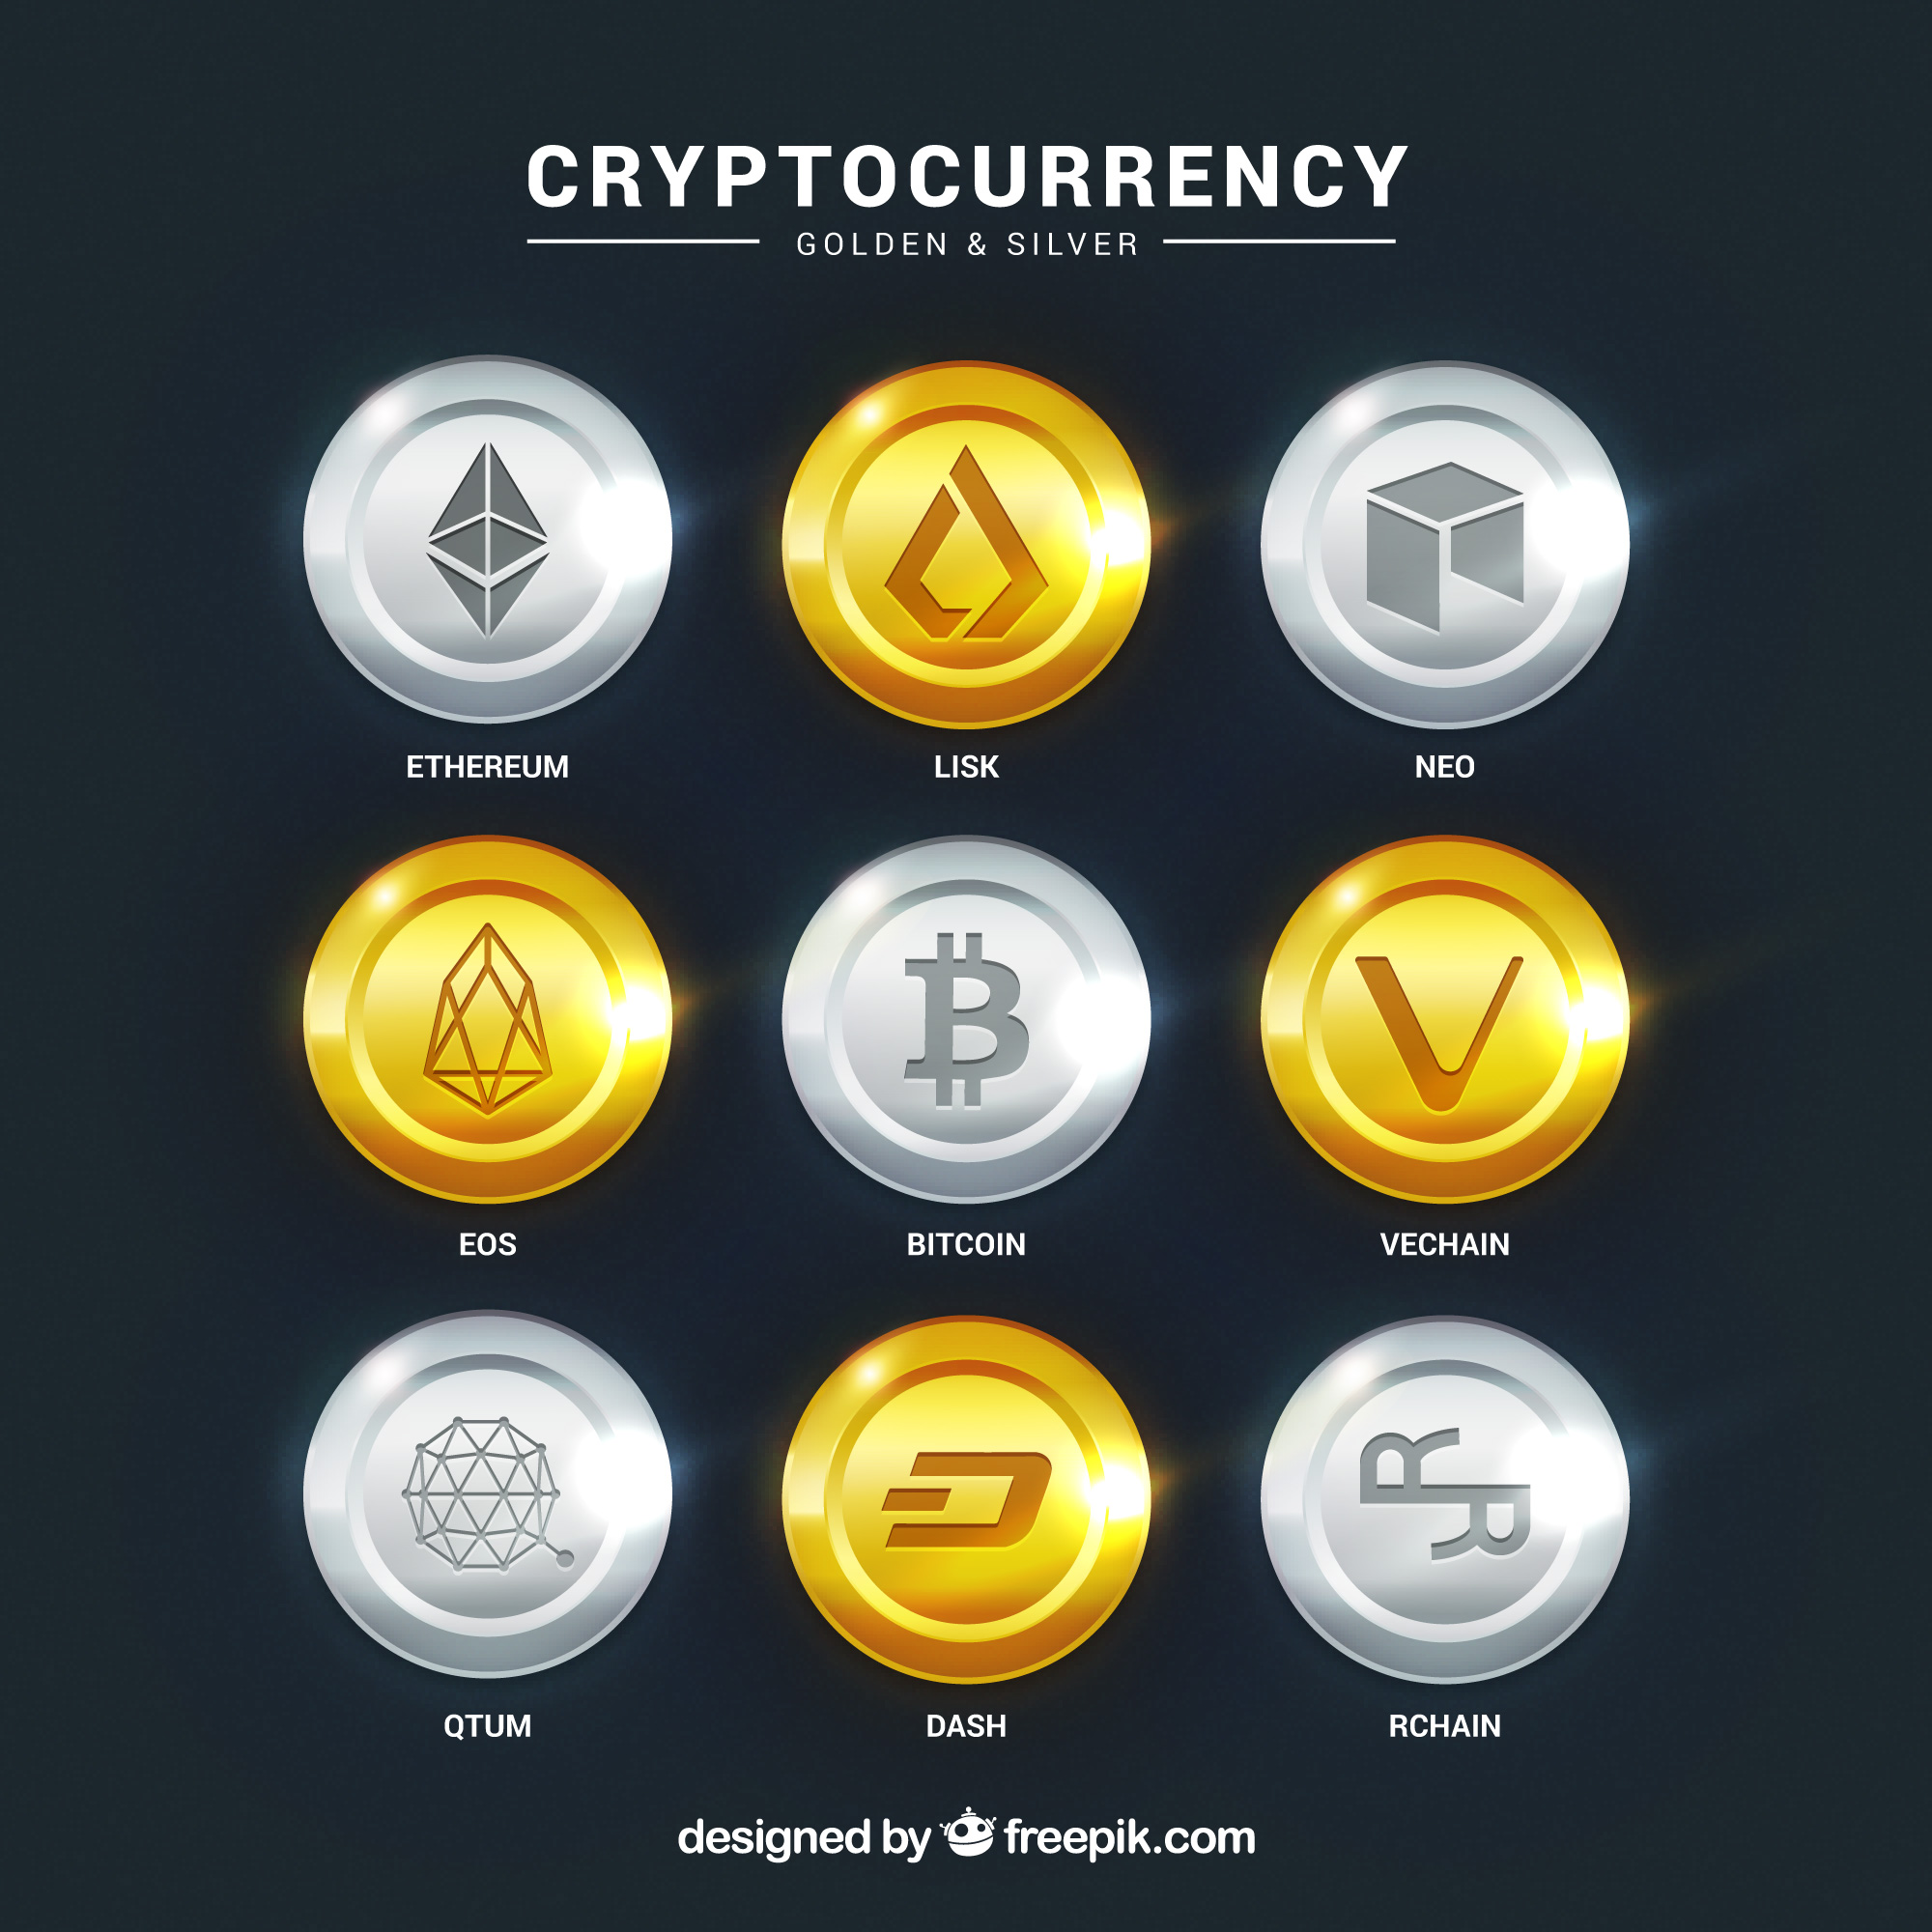 CRYPTOCURRENCY
GOLDEN & SILVER
ETHEREUM
LISK
NEO
EOS
BITCOIN
VECHAIN
QTUM
DASH
RCHAIN
designed by freepik.com